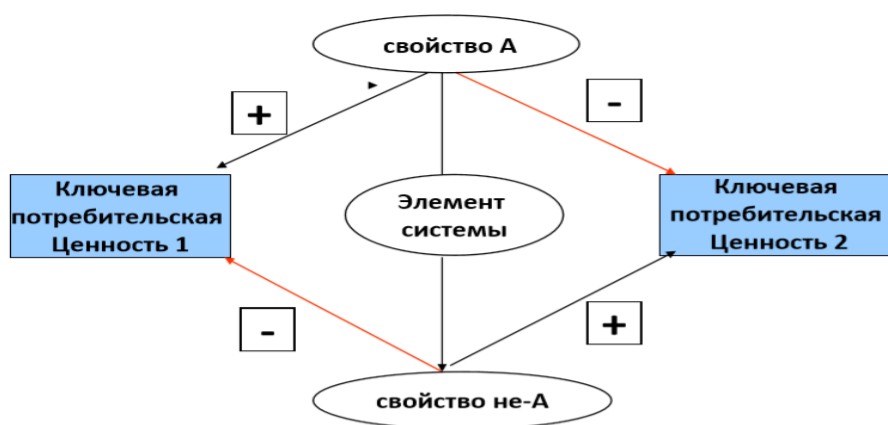 свойство А
+
-
Ключевая
потребительская
Ценность 1
Элемент
системы
Ключевая
потребительская
Ценность 2
-
+
свойство не-А